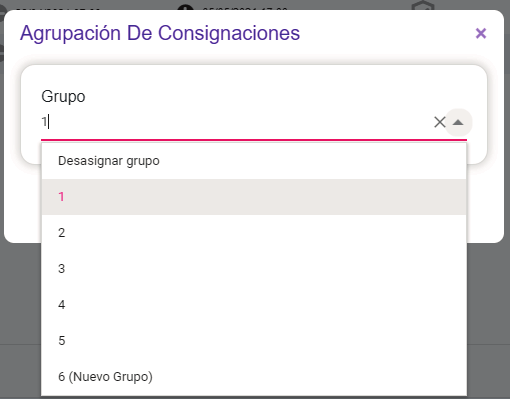 Agrupación De Consignaciones
Grupo
1
Desasignar grupo
1
2
3
4
5
6 (Nuevo Grupo)